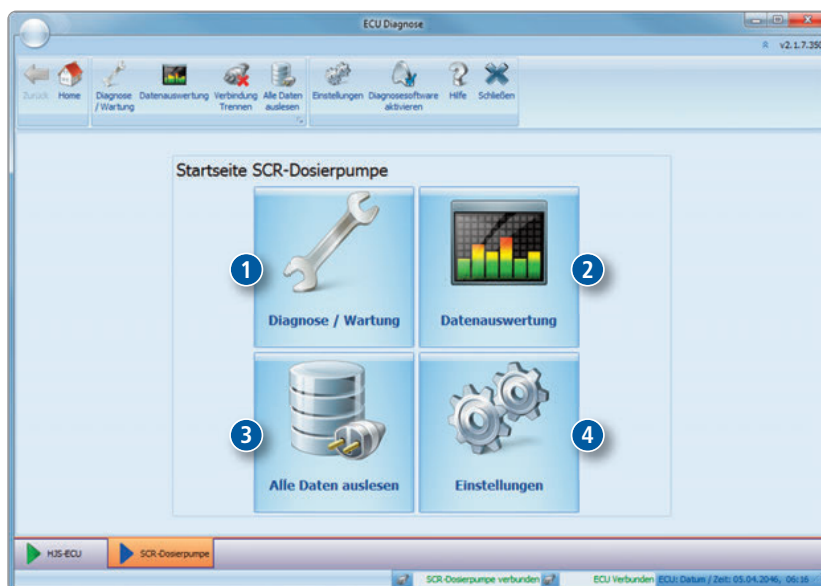 ECU Diagnose
v2.1.7.350
Zurück Home Diagnose / Wartung Datenauswertung Verbindung Trennen Alle Daten auslesen Einstellungen Diagnosesoftware aktivieren Hilfe Schließen
Startseite SCR-Dosierpumpe
1 2
Diagnose / Wartung Datenauswertung
3 4
Alle Daten auslesen Einstellungen
HJS-ECU SCR-Dosierpumpe
SCR-Dosierpumpe verbunden ECU Verbunden ECU: Datum / Zeit: 05.04.2046, 06:16